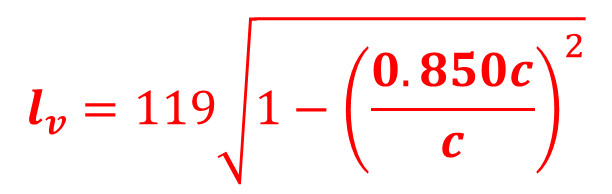 l_v = 119√(1 − (0.850c/c)²)